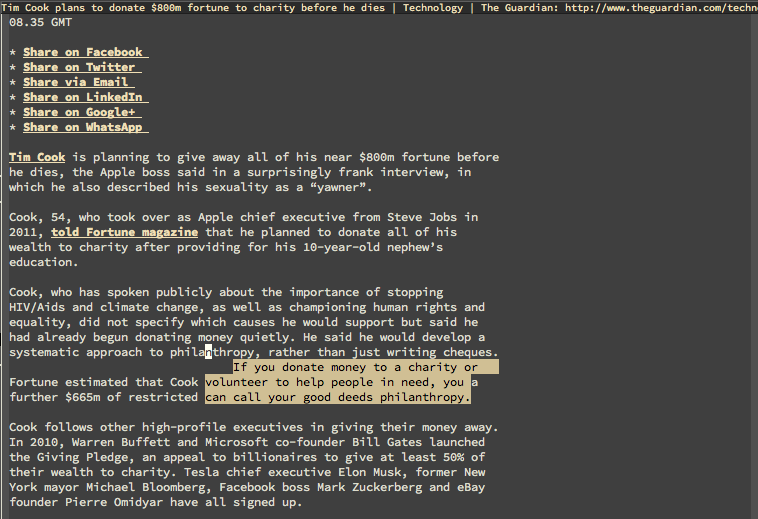 Tim Cook plans to donate $800m fortune to charity before he dies | Technology | The Guardian: http://www.theguardian.com/techn
08.35 GMT
* Share on Facebook
* Share on Twitter
* Share via Email
* Share on LinkedIn
* Share on Google+
* Share on WhatsApp
Tim Cook is planning to give away all of his near $800m fortune before
he dies, the Apple boss said in a surprisingly frank interview, in
which he also described his sexuality as a “yawner”.
Cook, 54, who took over as Apple chief executive from Steve Jobs in
2011, told Fortune magazine that he planned to donate all of his
wealth to charity after providing for his 10-year-old nephew’s
education.
Cook, who has spoken publicly about the importance of stopping
HIV/Aids and climate change, as well as championing human rights and
equality, did not specify which causes he would support but said he
had already begun donating money quietly. He said he would develop a
systematic approach to philanthropy, rather than just writing cheques.
If you donate money to a charity or
Fortune estimated that Cook volunteer to help people in need, you a
further $665m of restricted can call your good deeds philanthropy.
Cook follows other high-profile executives in giving their money away.
In 2010, Warren Buffett and Microsoft co-founder Bill Gates launched
the Giving Pledge, an appeal to billionaires to give at least 50% of
their wealth to charity. Tesla chief executive Elon Musk, former New
York mayor Michael Bloomberg, Facebook boss Mark Zuckerberg and eBay
founder Pierre Omidyar have all signed up.